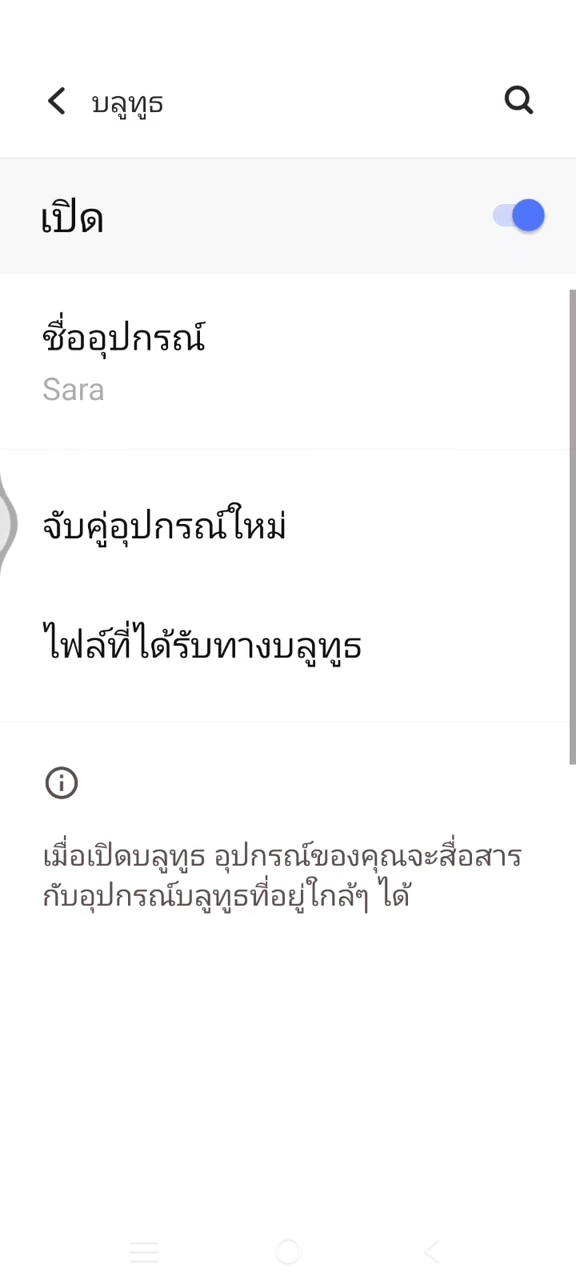 บลูทูธ
เปิด
ชื่ออุปกรณ์
Sara
จับคู่อุปกรณ์ใหม่
ไฟล์ที่ได้รับทางบลูทูธ
เมื่อเปิดบลูทูธ อุปกรณ์ของคุณจะสื่อสาร
กับอุปกรณ์บลูทูธที่อยู่ใกล้ๆ ได้